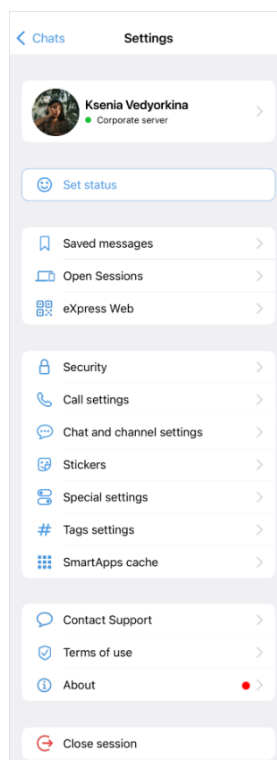 Chats
Settings
Ksenia Vedyorkina
Corporate server
Set status
Saved messages
Open Sessions
eXpress Web
Security
Call settings
Chat and channel settings
Stickers
Special settings
Tags settings
SmartApps cache
Contact Support
Terms of use
About
Close session